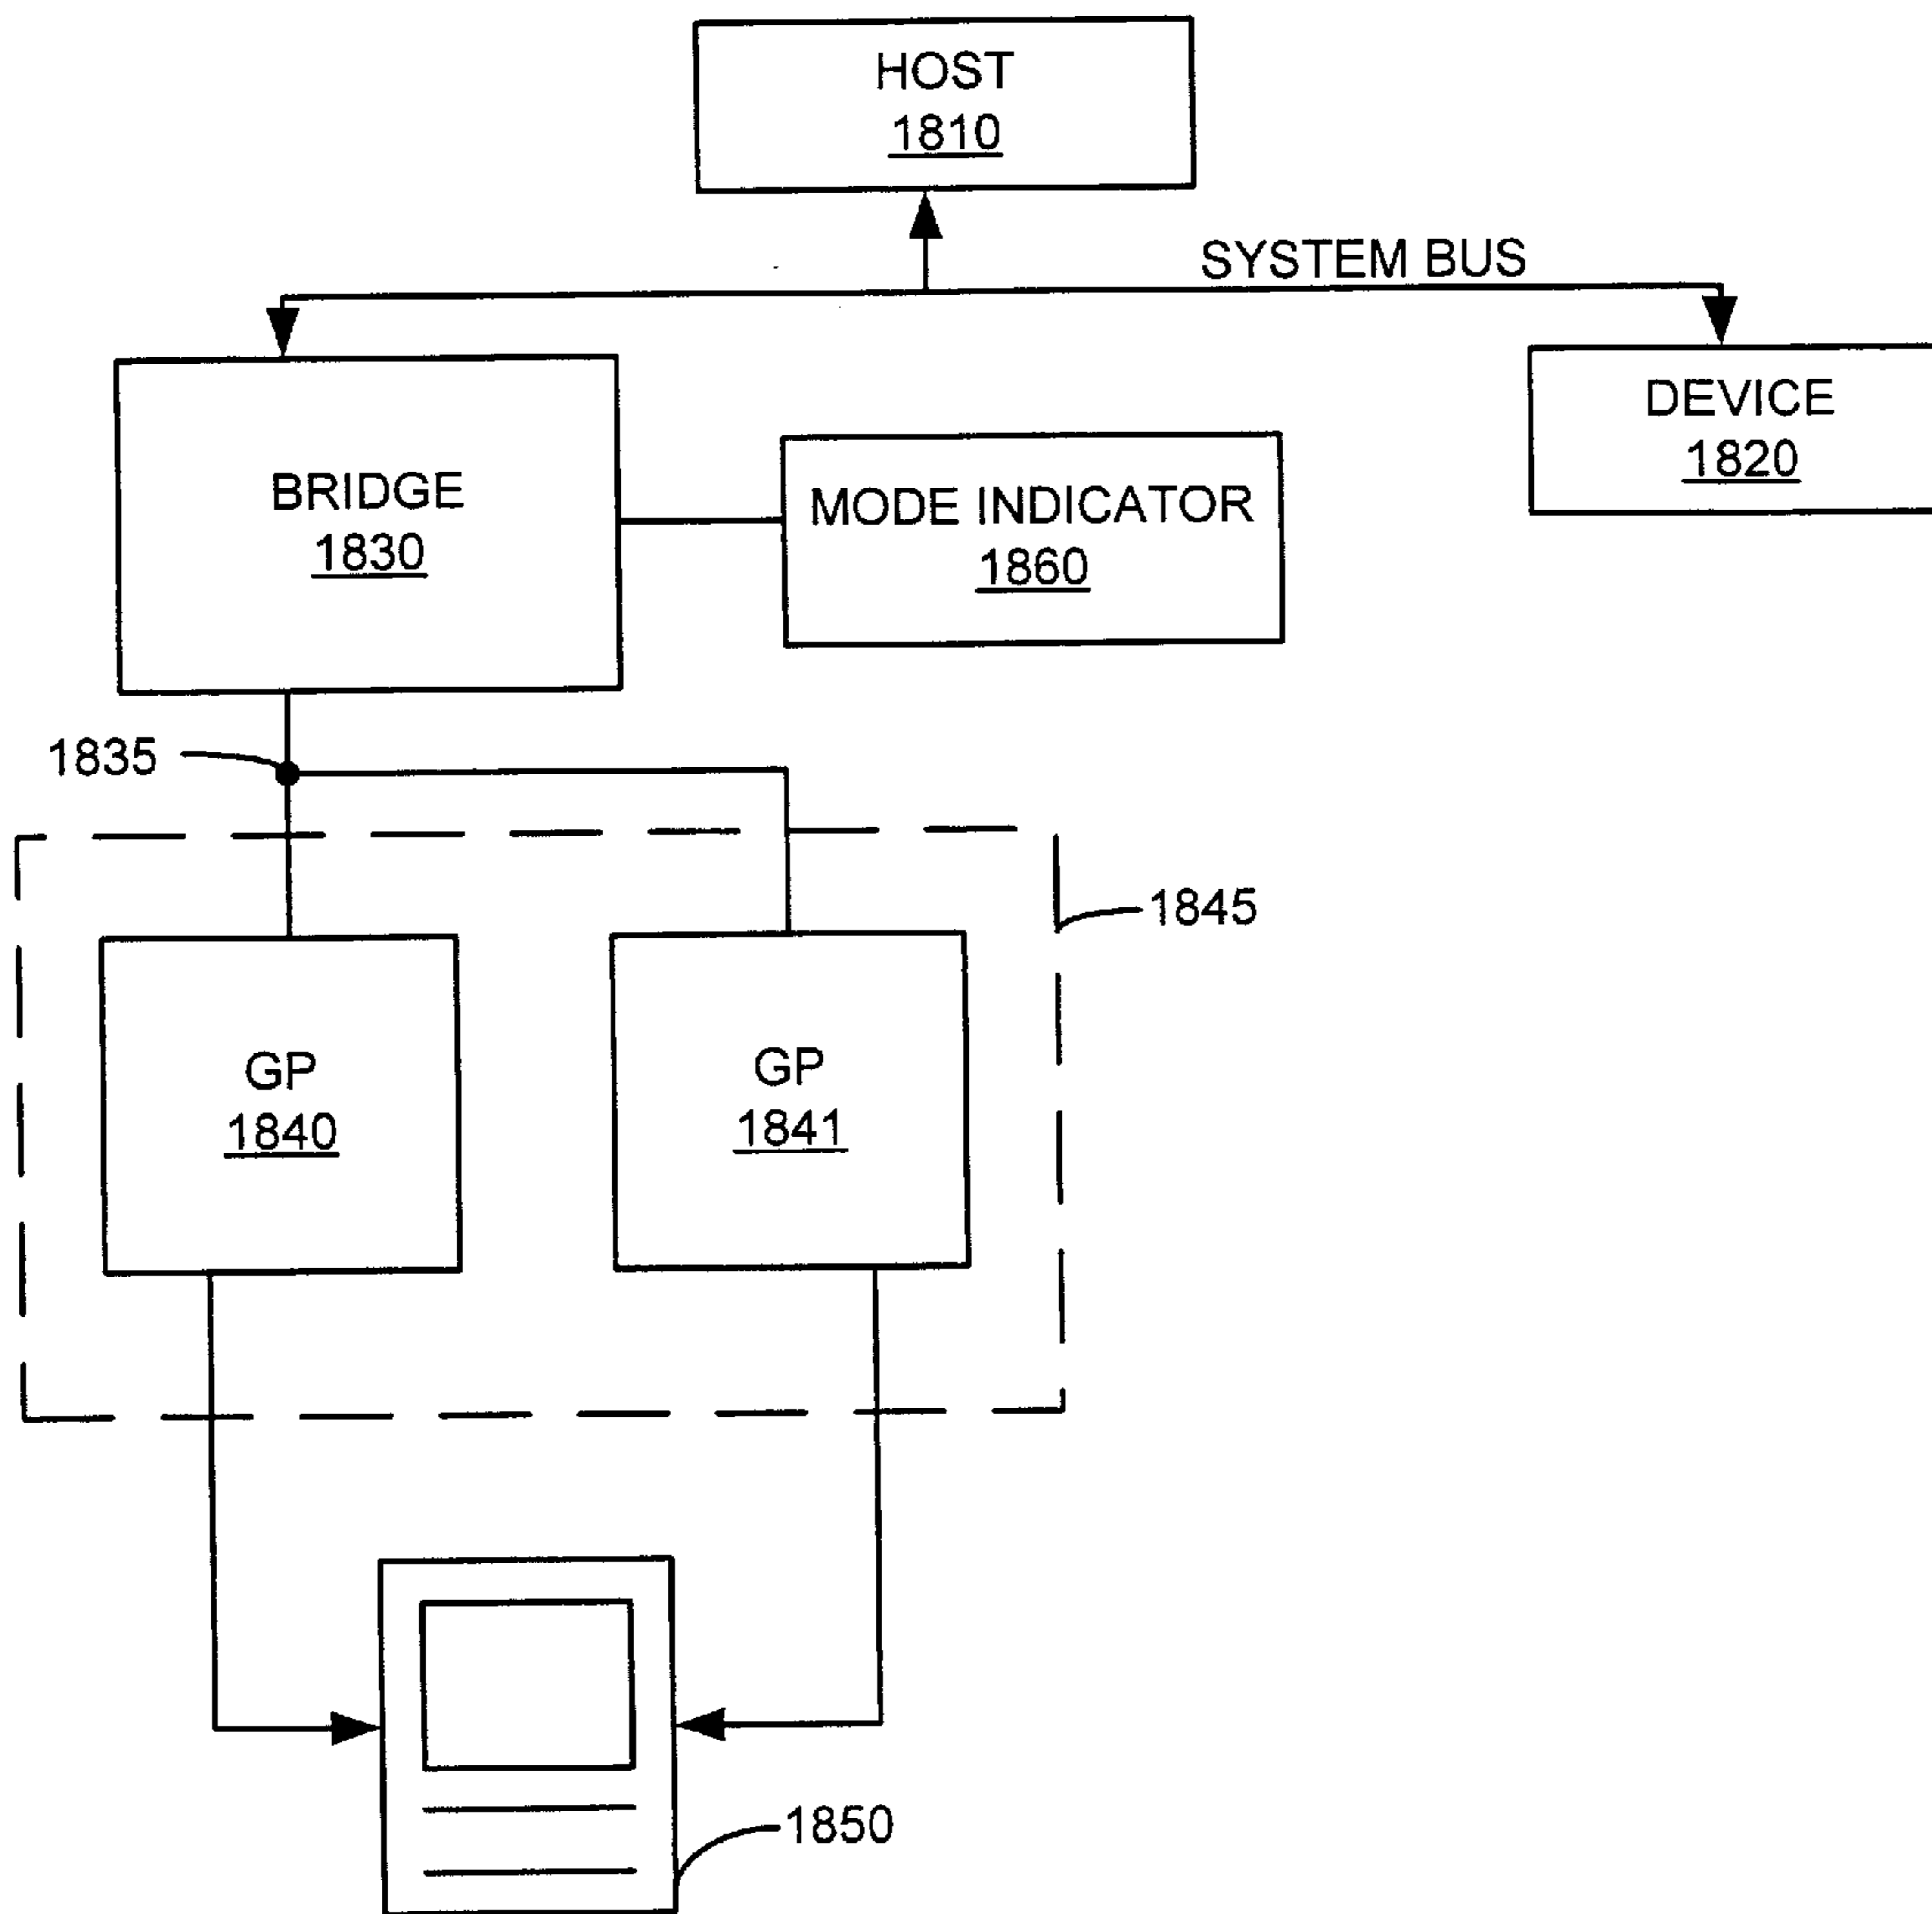 HOST
1810
SYSTEM BUS
BRIDGE
1830
MODE INDICATOR
1860
DEVICE
1820
1835
1845
GP
1840
GP
1841
1850